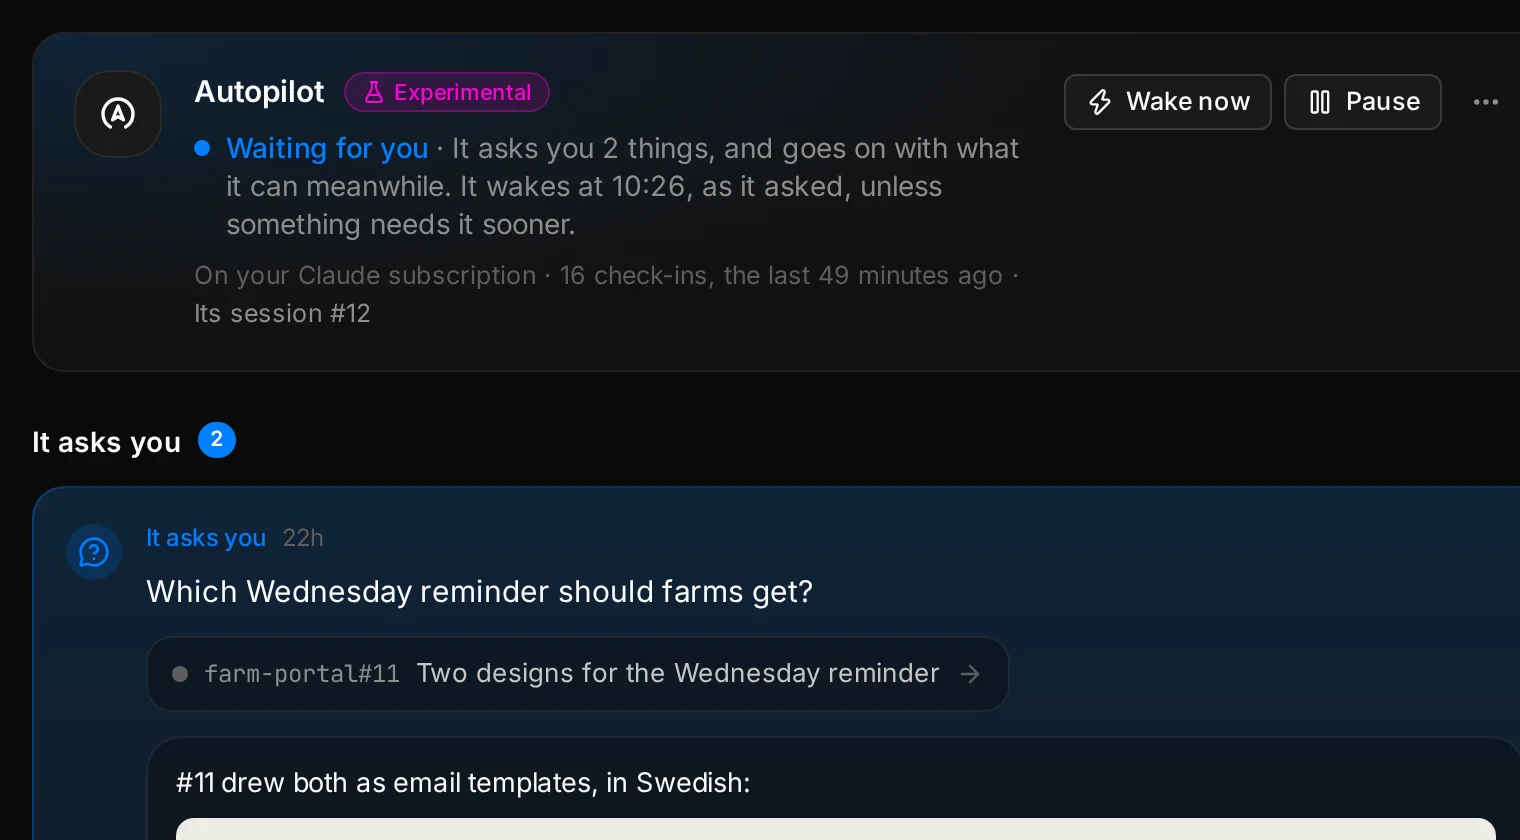 Autopilot
Experimental
Wake now
Pause
Waiting for you · It asks you 2 things, and goes on with what
it can meanwhile. It wakes at 10:26, as it asked, unless
something needs it sooner.
On your Claude subscription · 16 check-ins, the last 49 minutes ago ·
Its session #12
It asks you 2
It asks you 22h
Which Wednesday reminder should farms get?
farm-portal#11 Two designs for the Wednesday reminder →
#11 drew both as email templates, in Swedish: